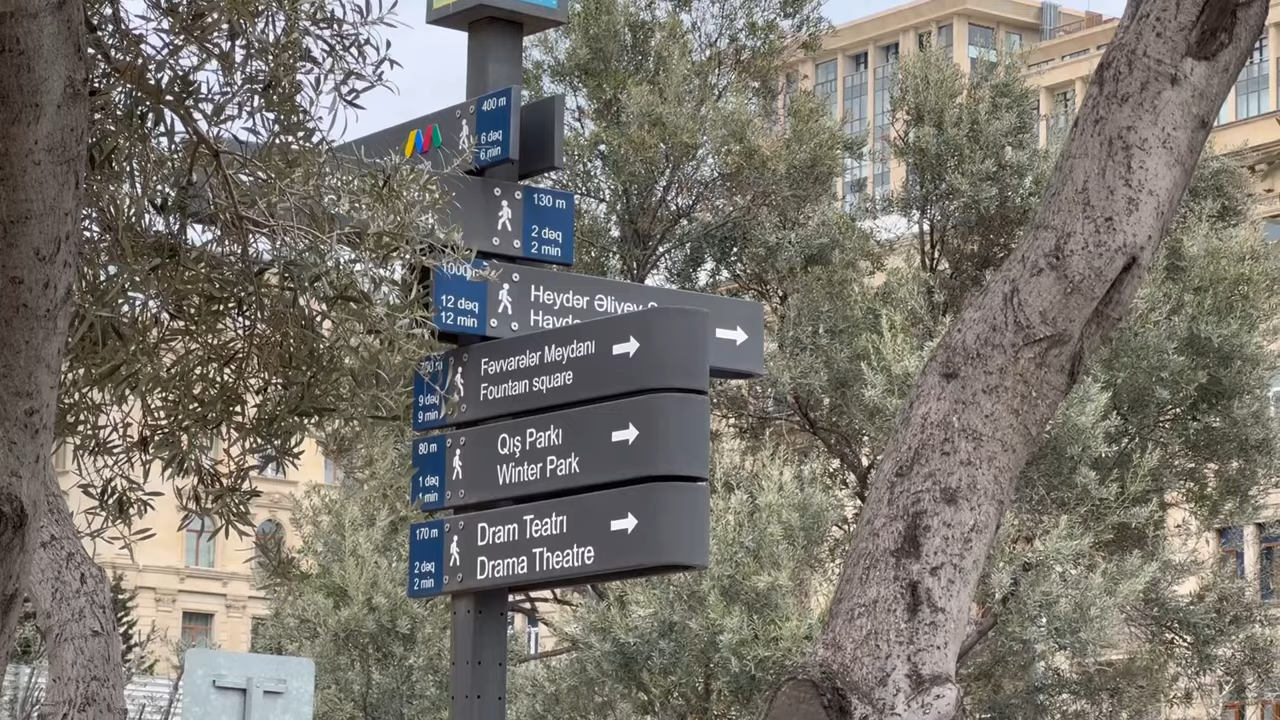 400 m
6 dəq
6 min
130 m
2 dəq
2 min
1000
12 dəq
12 min
Heydər Əliyev
9 dəq
9 min
Fəvvarələr Meydanı
Fountaın square
80 m
1 dəq
1 min
Qış Parkı
Winter Park
170 m
2 dəq
2 min
Dram Teatrı
Drama Theatre